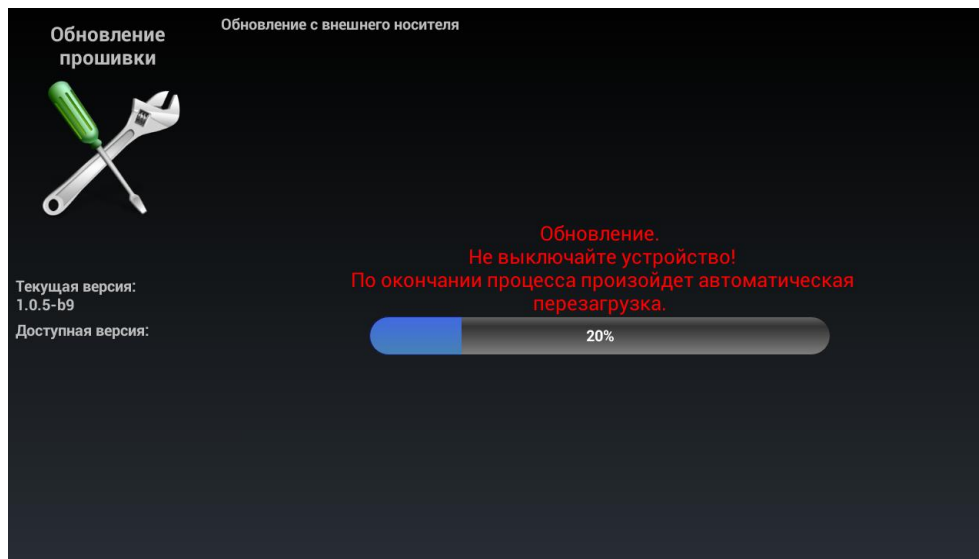 Обновление
прошивки
Обновление с внешнего носителя
Обновление.
Не выключайте устройство!
По окончании процесса произойдет автоматическая
перезагрузка.
20%
Текущая версия:
1.0.5-b9
Доступная версия: